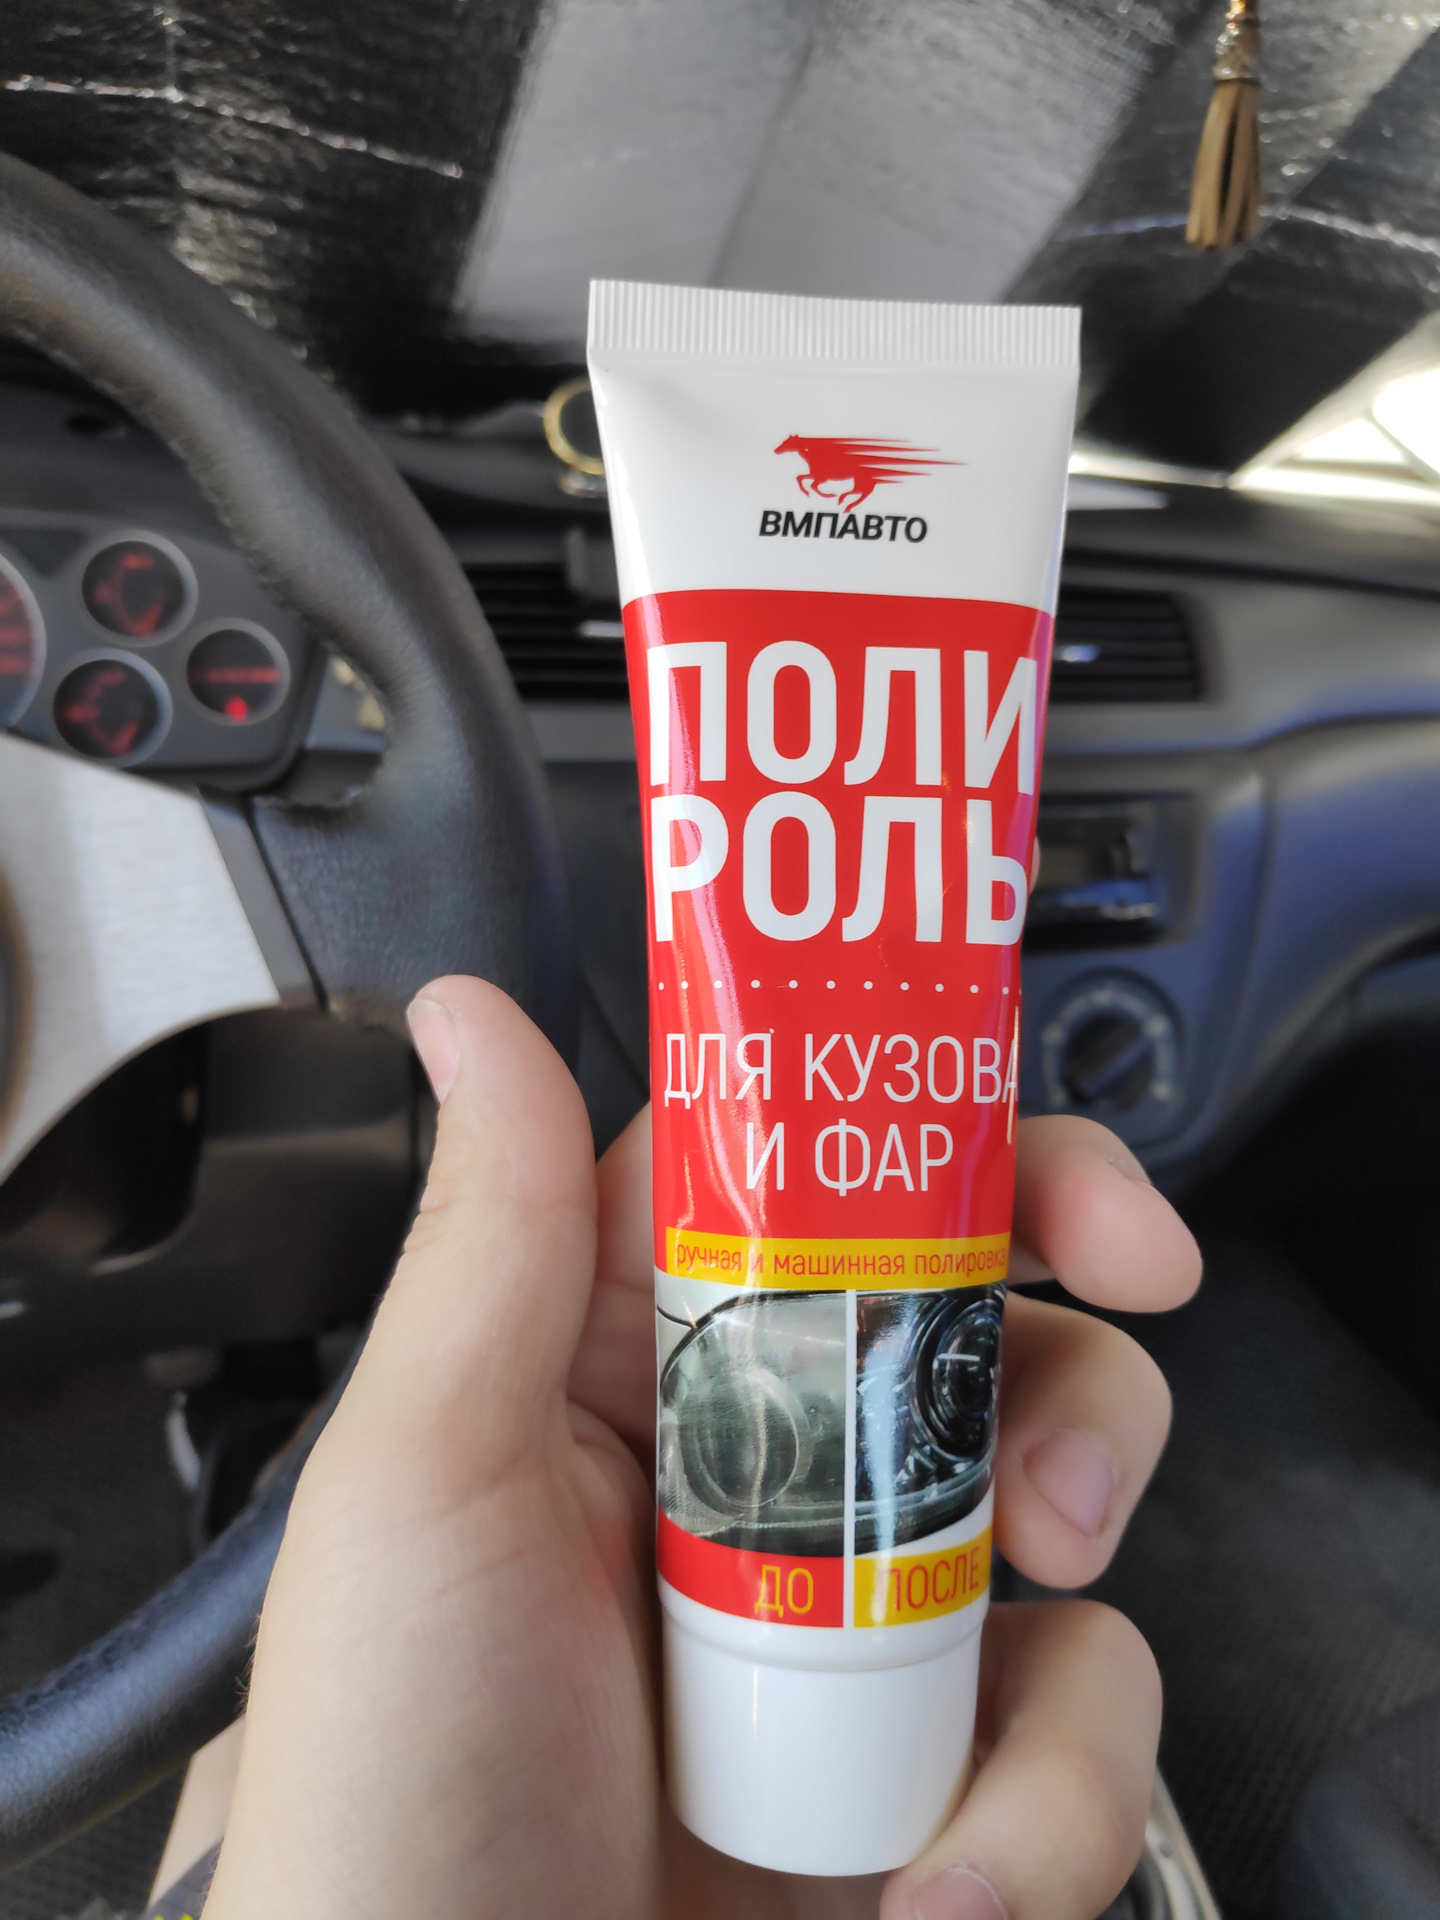 ВМПАВТО
ПОЛИ
РОЛЬ
ДЛЯ КУЗОВА
И ФАР
ручная и машинная полировка
ДО
ПОСЛЕ